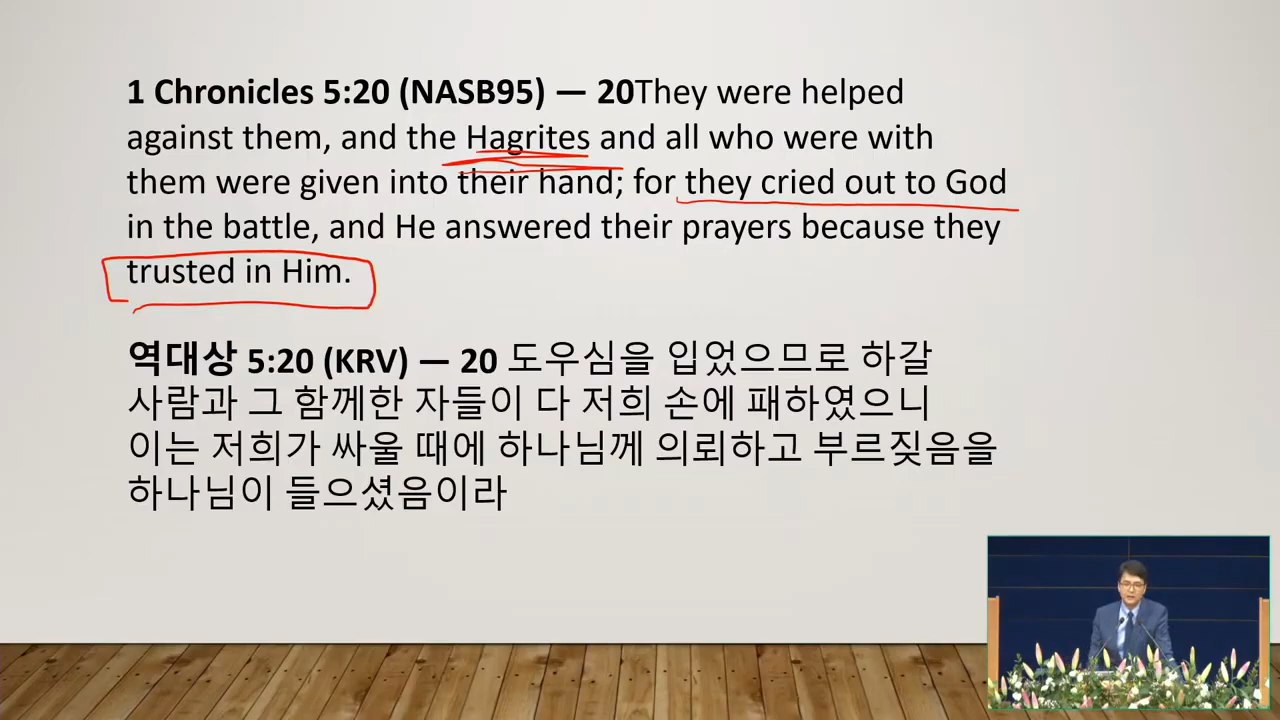 1 Chronicles 5:20 (NASB95) — 20They were helped
against them, and the Hagrites and all who were with
them were given into their hand; for they cried out to God
in the battle, and He answered their prayers because they
trusted in Him.
역대상 5:20 (KRV) — 20 도우심을 입었으므로 하갈
사람과 그 함께한 자들이 다 저희 손에 패하였으니
이는 저희가 싸울 때에 하나님께 의뢰하고 부르짖음을
하나님이 들으셨음이라